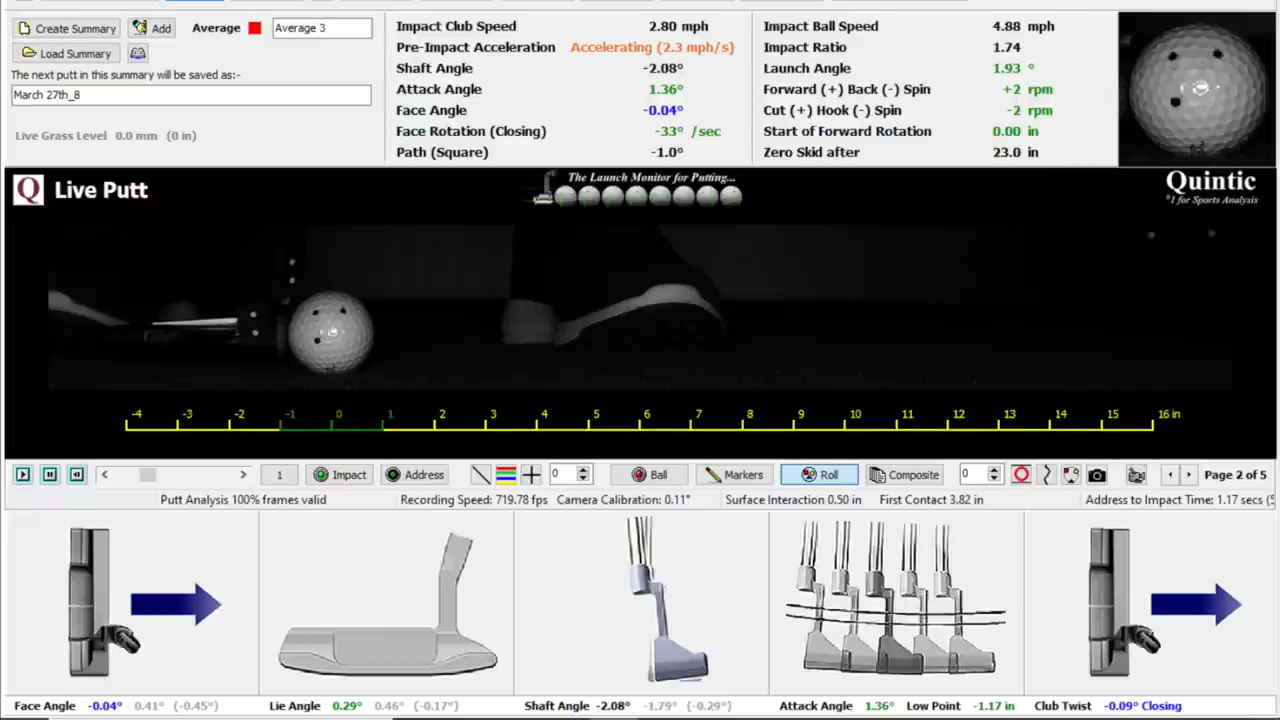 Create Summary Add Average Average 3
Load Summary
The next putt in this summary will be saved as:-
March 27th_8
Live Grass Level 0.0 mm (0 in)
Impact Club Speed 2.80 mph
Pre-Impact Acceleration Accelerating (2.3 mph/s)
Shaft Angle -2.08°
Attack Angle 1.36°
Face Angle -0.04°
Face Rotation (Closing) -33° /sec
Path (Square) -1.0°
Impact Ball Speed 4.88 mph
Impact Ratio 1.74
Launch Angle 1.93 °
Forward (+) Back (-) Spin +2 rpm
Cut (+) Hook (-) Spin -2 rpm
Start of Forward Rotation 0.00 in
Zero Skid after 23.0 in
Q Live Putt
The Launch Monitor for Putting...
Quintic
#1 for Sports Analysis
-4 -3 -2 -1 0 1 2 3 4 5 6 7 8 9 10 11 12 13 14 15 16 in
1 Impact Address 0 Ball Markers Roll Composite 0 Page 2 of 5
Putt Analysis 100% frames valid Recording Speed: 719.78 fps Camera Calibration: 0.11° Surface Interaction 0.50 in First Contact 3.82 in Address to Impact Time: 1.17 secs
Face Angle -0.04° 0.41° (-0.45°) Lie Angle 0.29° 0.46° (-0.17°) Shaft Angle -2.08° -1.79° (-0.29°) Attack Angle 1.36° Low Point -1.17 in Club Twist -0.09° Closing